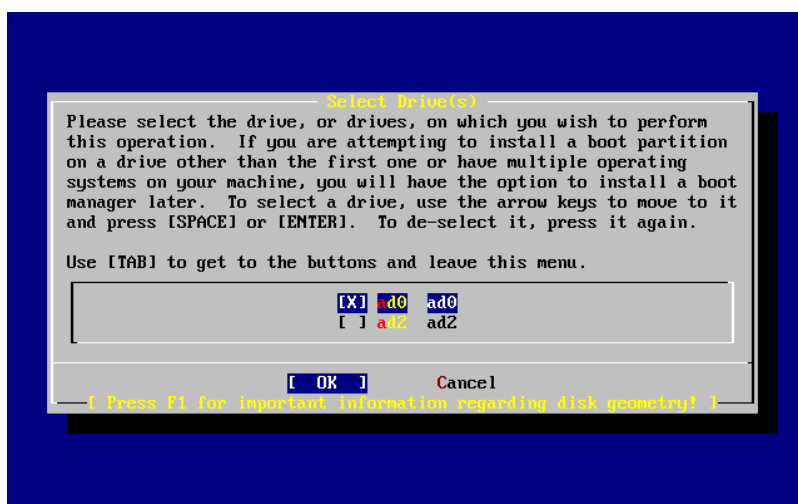 Select Drive(s)
Please select the drive, or drives, on which you wish to perform
this operation.  If you are attempting to install a boot partition
on a drive other than the first one or have multiple operating
systems on your machine, you will have the option to install a boot
manager later.  To select a drive, use the arrow keys to move to it
and press [SPACE] or [ENTER].  To de-select it, press it again.
Use [TAB] to get to the buttons and leave this menu.
[X] ad0  ad0
[ ] ad2  ad2
[  OK  ]  Cancel
[ Press F1 for important information regarding disk geometry! ]